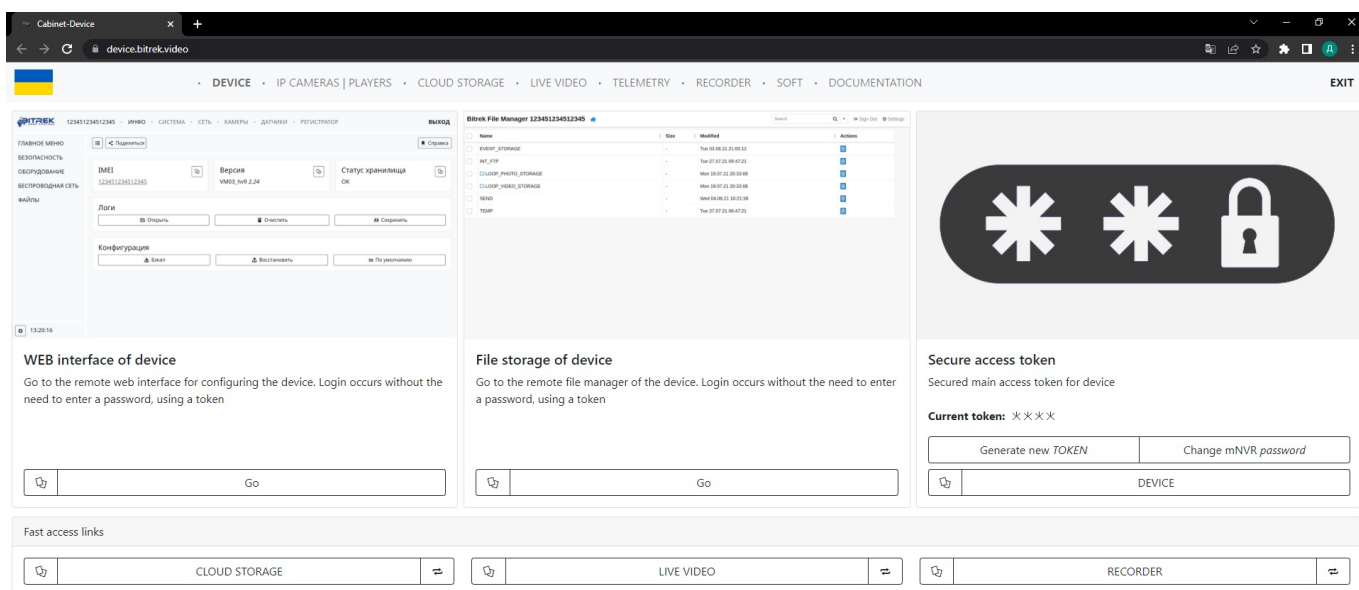 Cabinet-Device
device.bitrek.video
DEVICE · IP CAMERAS | PLAYERS · CLOUD STORAGE · LIVE VIDEO · TELEMETRY · RECORDER · SOFT · DOCUMENTATION
EXIT
BITREK 123451234512345 · ИНФО · СИСТЕМА · СЕТЬ · КАМЕРЫ · ДАТЧИКИ · РЕГИСТРАТОР ВЫХОД
ГЛАВНОЕ МЕНЮ
БЕЗОПАСНОСТЬ
ОБОРУДОВАНИЕ
БЕСПРОВОДНАЯ СЕТЬ
ФАЙЛЫ
Поделиться
Справка
IMEI
123451234512345
Версия
VM03_hv9 2.24
Статус хранилища
OK
Логи
Открыть Очистить Сохранить
Конфигурация
Бэкап Восстановить По умолчанию
13:20:16
Bitrek File Manager 123451234512345
Search Sign Out Settings
Name Size Modified Actions
EVENT_STORAGE - Tue 03.08.21 21:00:12
INT_FTP - Tue 27.07.21 09:47:21
LOOP_PHOTO_STORAGE - Mon 19.07.21 20:33:08
LOOP_VIDEO_STORAGE - Mon 19.07.21 20:33:08
SEND - Wed 04.08.21 10:21:38
TEMP - Tue 27.07.21 09:47:21
WEB interface of device
Go to the remote web interface for configuring the device. Login occurs without the
need to enter a password, using a token
Go
File storage of device
Go to the remote file manager of the device. Login occurs without the need to enter
a password, using a token
Go
Secure access token
Secured main access token for device
Current token: ****
Generate new TOKEN
Change mNVR password
DEVICE
Fast access links
CLOUD STORAGE
LIVE VIDEO
RECORDER